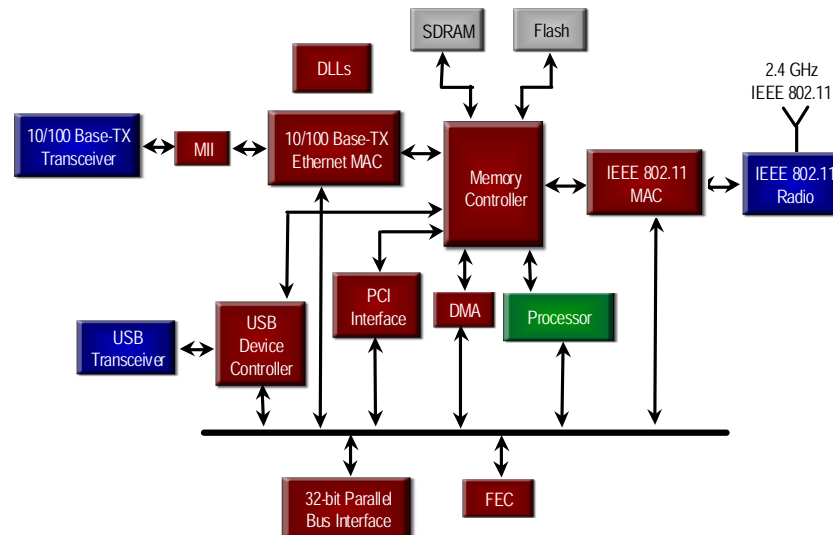 SDRAM
Flash
DLLs
2.4 GHz
IEEE 802.11
10/100 Base-TX
Transceiver
MII
10/100 Base-TX
Ethernet MAC
Memory
Controller
IEEE 802.11
MAC
IEEE 802.11
Radio
USB
Transceiver
USB
Device
Controller
PCI
Interface
DMA
Processor
32-bit Parallel
Bus Interface
FEC